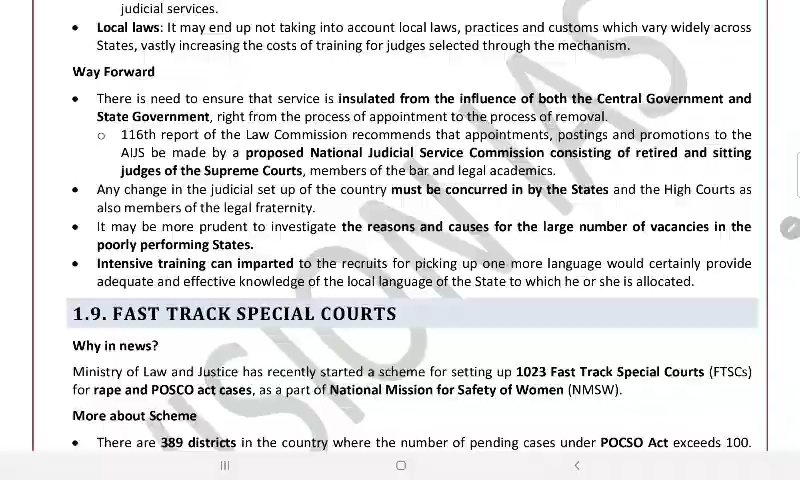 judicial services.
• Local laws: It may end up not taking into account local laws, practices and customs which vary widely across
States, vastly increasing the costs of training for judges selected through the mechanism.
Way Forward
• There is need to ensure that service is insulated from the influence of both the Central Government and
State Government, right from the process of appointment to the process of removal.
o 116th report of the Law Commission recommends that appointments, postings and promotions to the
AIJS be made by a proposed National Judicial Service Commission consisting of retired and sitting
judges of the Supreme Courts, members of the bar and legal academics.
• Any change in the judicial set up of the country must be concurred in by the States and the High Courts as
also members of the legal fraternity.
• It may be more prudent to investigate the reasons and causes for the large number of vacancies in the
poorly performing States.
• Intensive training can imparted to the recruits for picking up one more language would certainly provide
adequate and effective knowledge of the local language of the State to which he or she is allocated.
1.9. FAST TRACK SPECIAL COURTS
Why in news?
Ministry of Law and Justice has recently started a scheme for setting up 1023 Fast Track Special Courts (FTSCs)
for rape and POSCO act cases, as a part of National Mission for Safety of Women (NMSW).
More about Scheme
• There are 389 districts in the country where the number of pending cases under POCSO Act exceeds 100.
VISION IAS